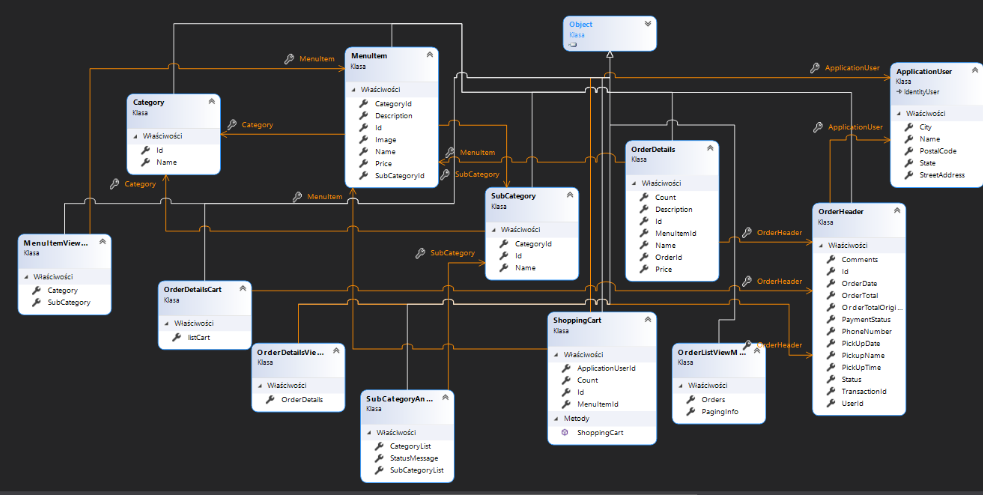 Object
Klasa
MenuItem
ApplicationUser
MenuItem
Klasa
Właściwości
CategoryId
Description
Id
Image
Name
Price
SubCategoryId
ApplicationUser
Klasa
IdentityUser
Właściwości
City
Name
PostalCode
State
StreetAddress
Category
Klasa
Właściwości
Id
Name
Category
ApplicationUser
MenuItem
OrderDetails
Klasa
Właściwości
Count
Description
Id
MenuItemId
Name
OrderId
Price
SubCategory
Category
MenuItem
SubCategory
Klasa
Właściwości
CategoryId
Id
Name
OrderHeader
Klasa
Właściwości
Comments
Id
OrderDate
OrderTotal
OrderTotalOrigi...
PaymentStatus
PhoneNumber
PickUpDate
PickupName
PickUpTime
Status
TransactionId
UserId
MenuItemView...
Klasa
Właściwości
Category
SubCategory
OrderHeader
SubCategory
OrderHeader
OrderDetailsCart
Klasa
Właściwości
listCart
ShoppingCart
Klasa
Właściwości
ApplicationUserId
Count
Id
MenuItemId
Metody
ShoppingCart
OrderHeader
OrderDetailsVie...
Klasa
Właściwości
OrderDetails
OrderListViewM...
Klasa
Właściwości
Orders
PagingInfo
SubCategoryAn...
Klasa
Właściwości
CategoryList
StatusMessage
SubCategoryList